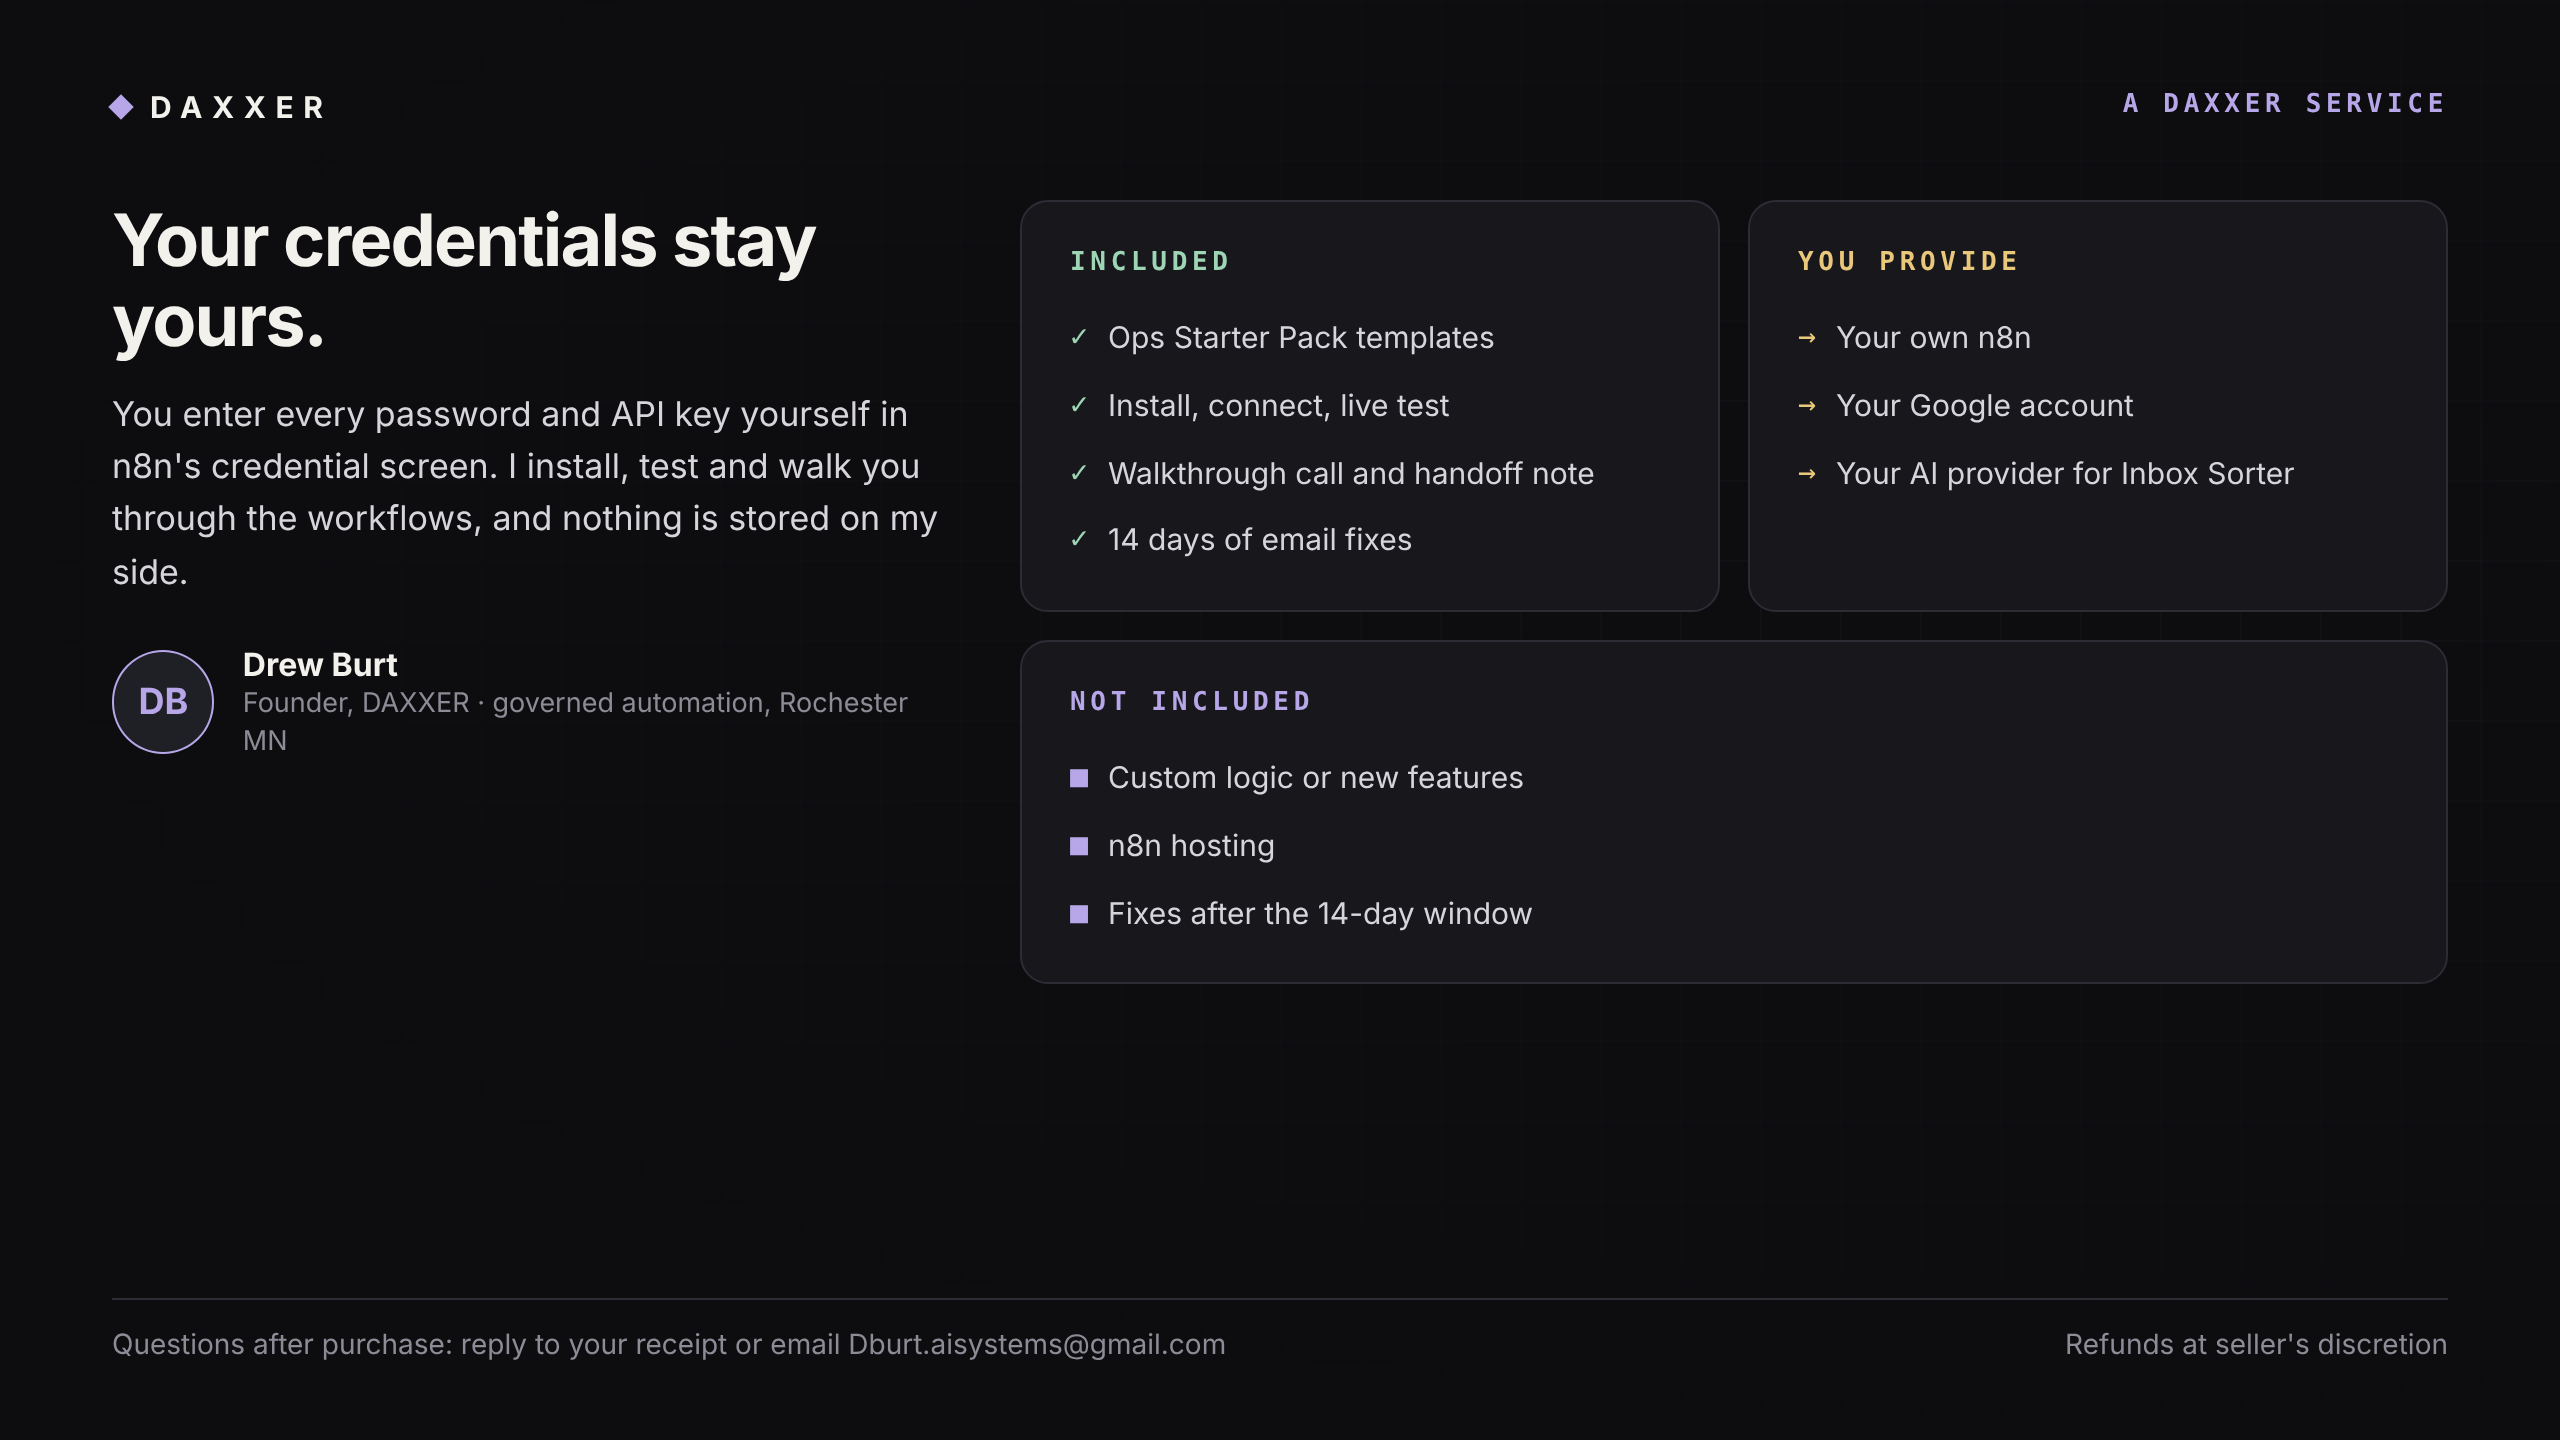 DAXXER
A DAXXER SERVICE
Your credentials stay
yours.
You enter every password and API key yourself in
n8n's credential screen. I install, test and walk you
through the workflows, and nothing is stored on my
side.
DB
Drew Burt
Founder, DAXXER · governed automation, Rochester
MN
INCLUDED
✓ Ops Starter Pack templates
✓ Install, connect, live test
✓ Walkthrough call and handoff note
✓ 14 days of email fixes
YOU PROVIDE
→ Your own n8n
→ Your Google account
→ Your AI provider for Inbox Sorter
NOT INCLUDED
■ Custom logic or new features
■ n8n hosting
■ Fixes after the 14-day window
Questions after purchase: reply to your receipt or email Dburt.aisystems@gmail.com
Refunds at seller's discretion